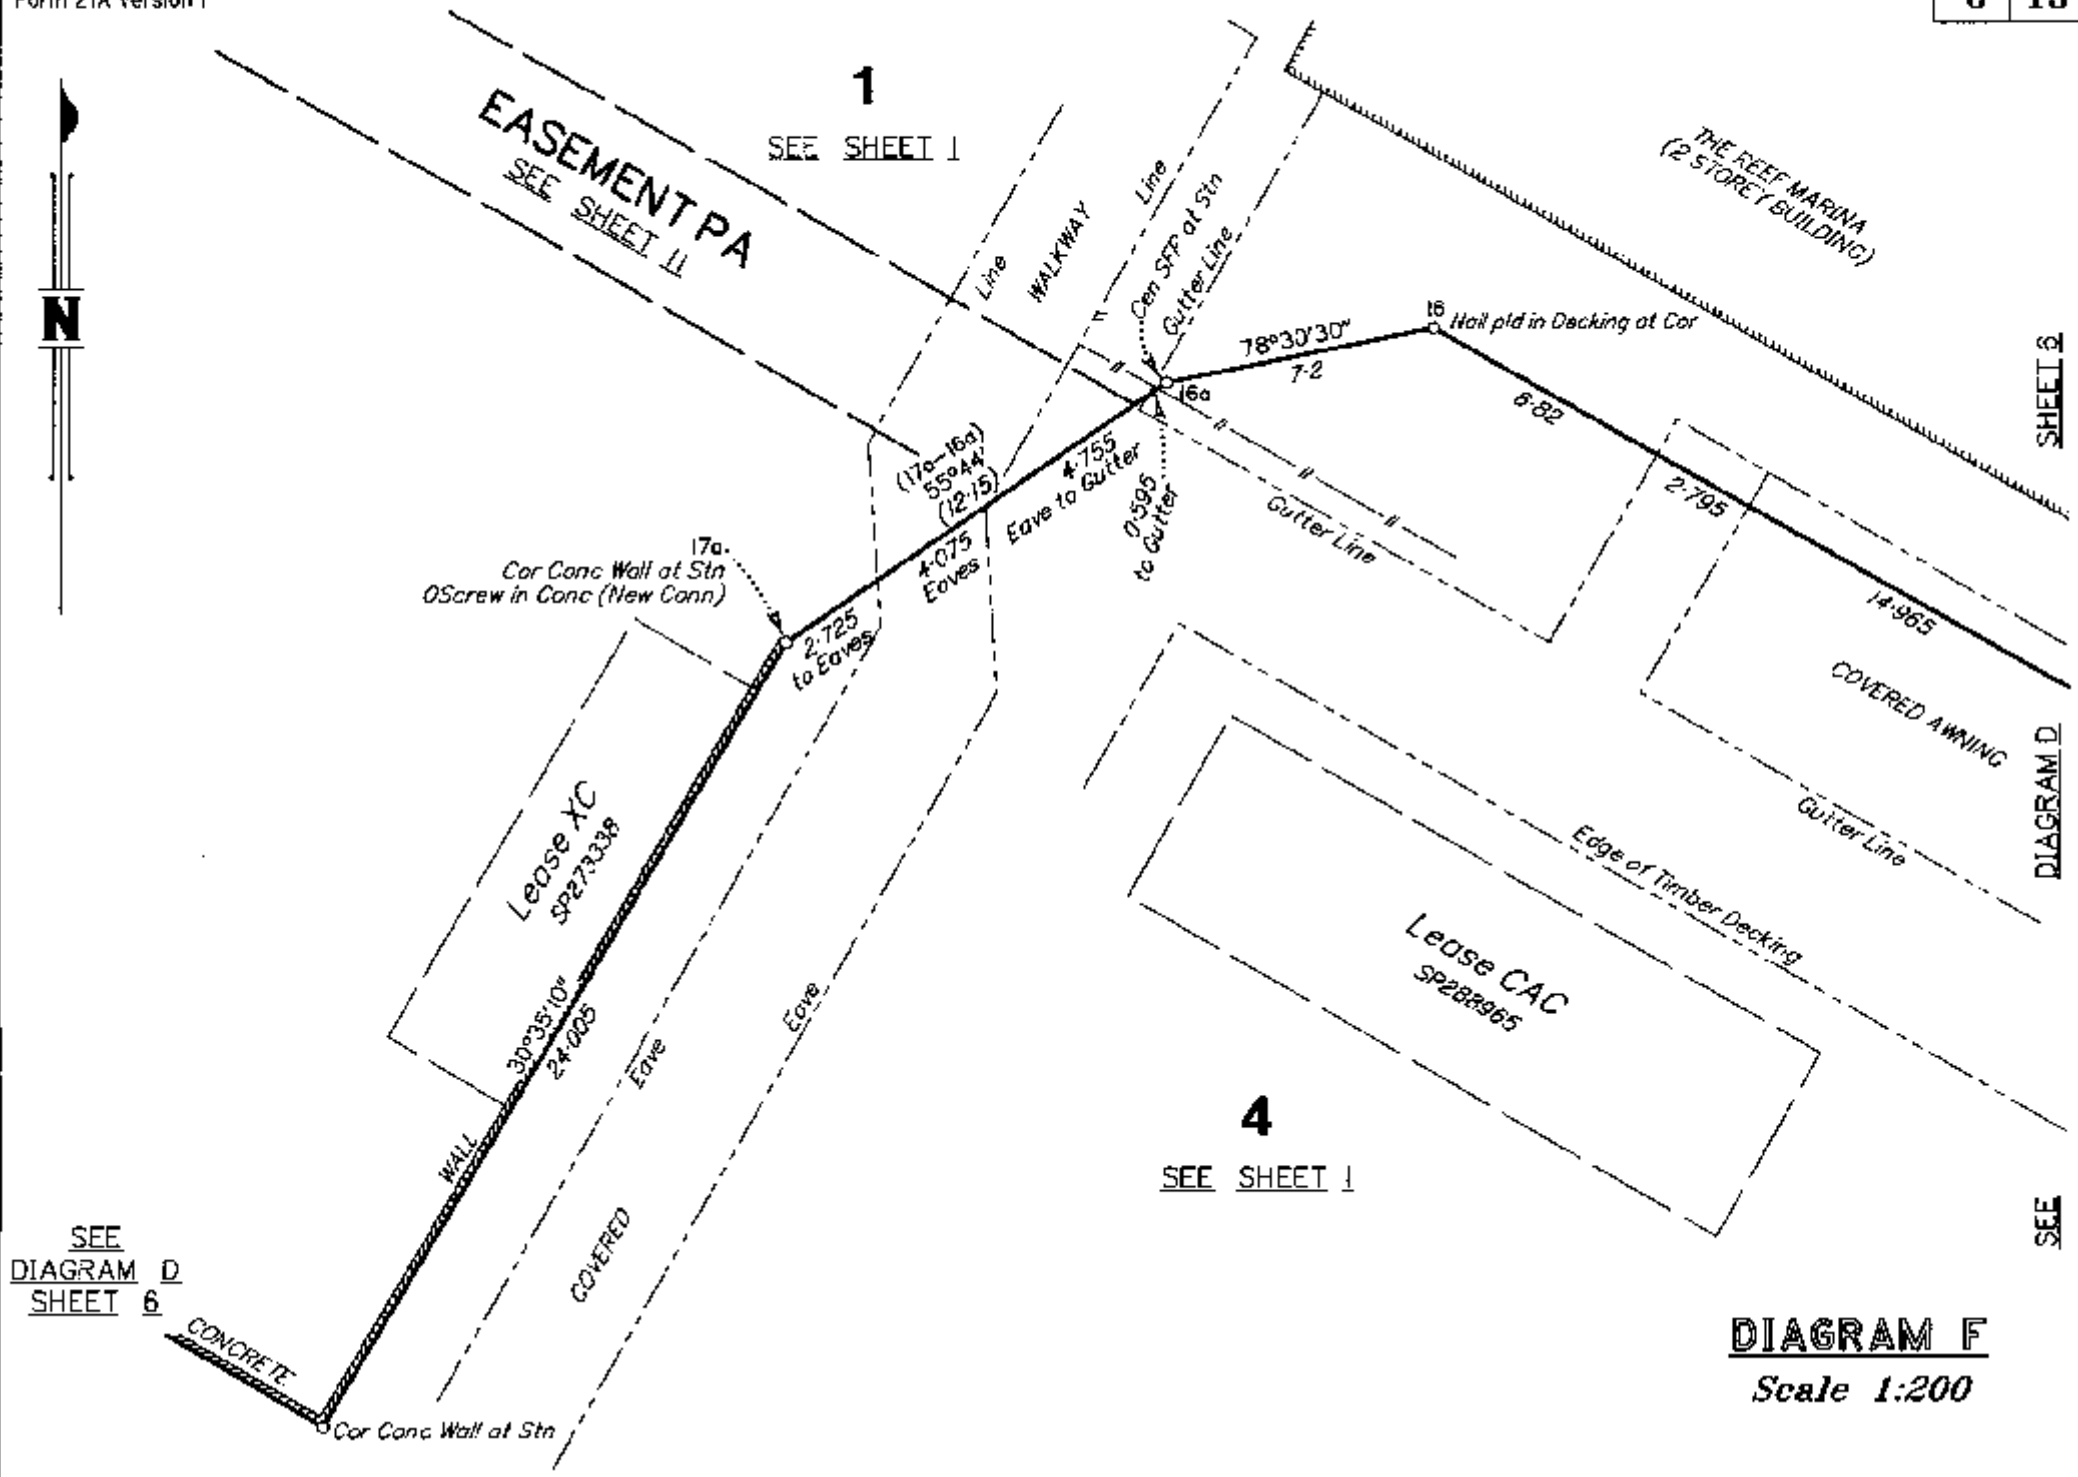 Form 21A Version 1
1
SEE SHEET 1
EASEMENT PA
SEE SHEET 11
N
Line
WALKWAY
Line
Cen SFP at Stn
Gutter Line
THE REEF MARINA
(2 STOREY BUILDING)
16
Nail pld in Decking at Cor
78°30'30"
7·2
16a
6·82
2·795
14·965
SHEET 6
(17a-16a)
55°44'
(12·15)
4·755
Eave to Gutter
0·595
to Gutter
Gutter Line
17a
Cor Conc Wall at Stn
OScrew in Conc (New Conn)
4·075
Eaves
2·725
to Eaves
COVERED AWNING
Gutter Line
DIAGRAM D
Lease XC
SP273338
Edge of Timber Decking
Lease CAC
SP288965
30°35'10"
24·005
Eave
Eave
WALL
4
SEE SHEET 1
SEE
SEE
DIAGRAM D
SHEET 6
COVERED
CONCRETE
Cor Conc Wall at Stn
DIAGRAM F
Scale 1:200